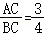 AC/BC = 3/4